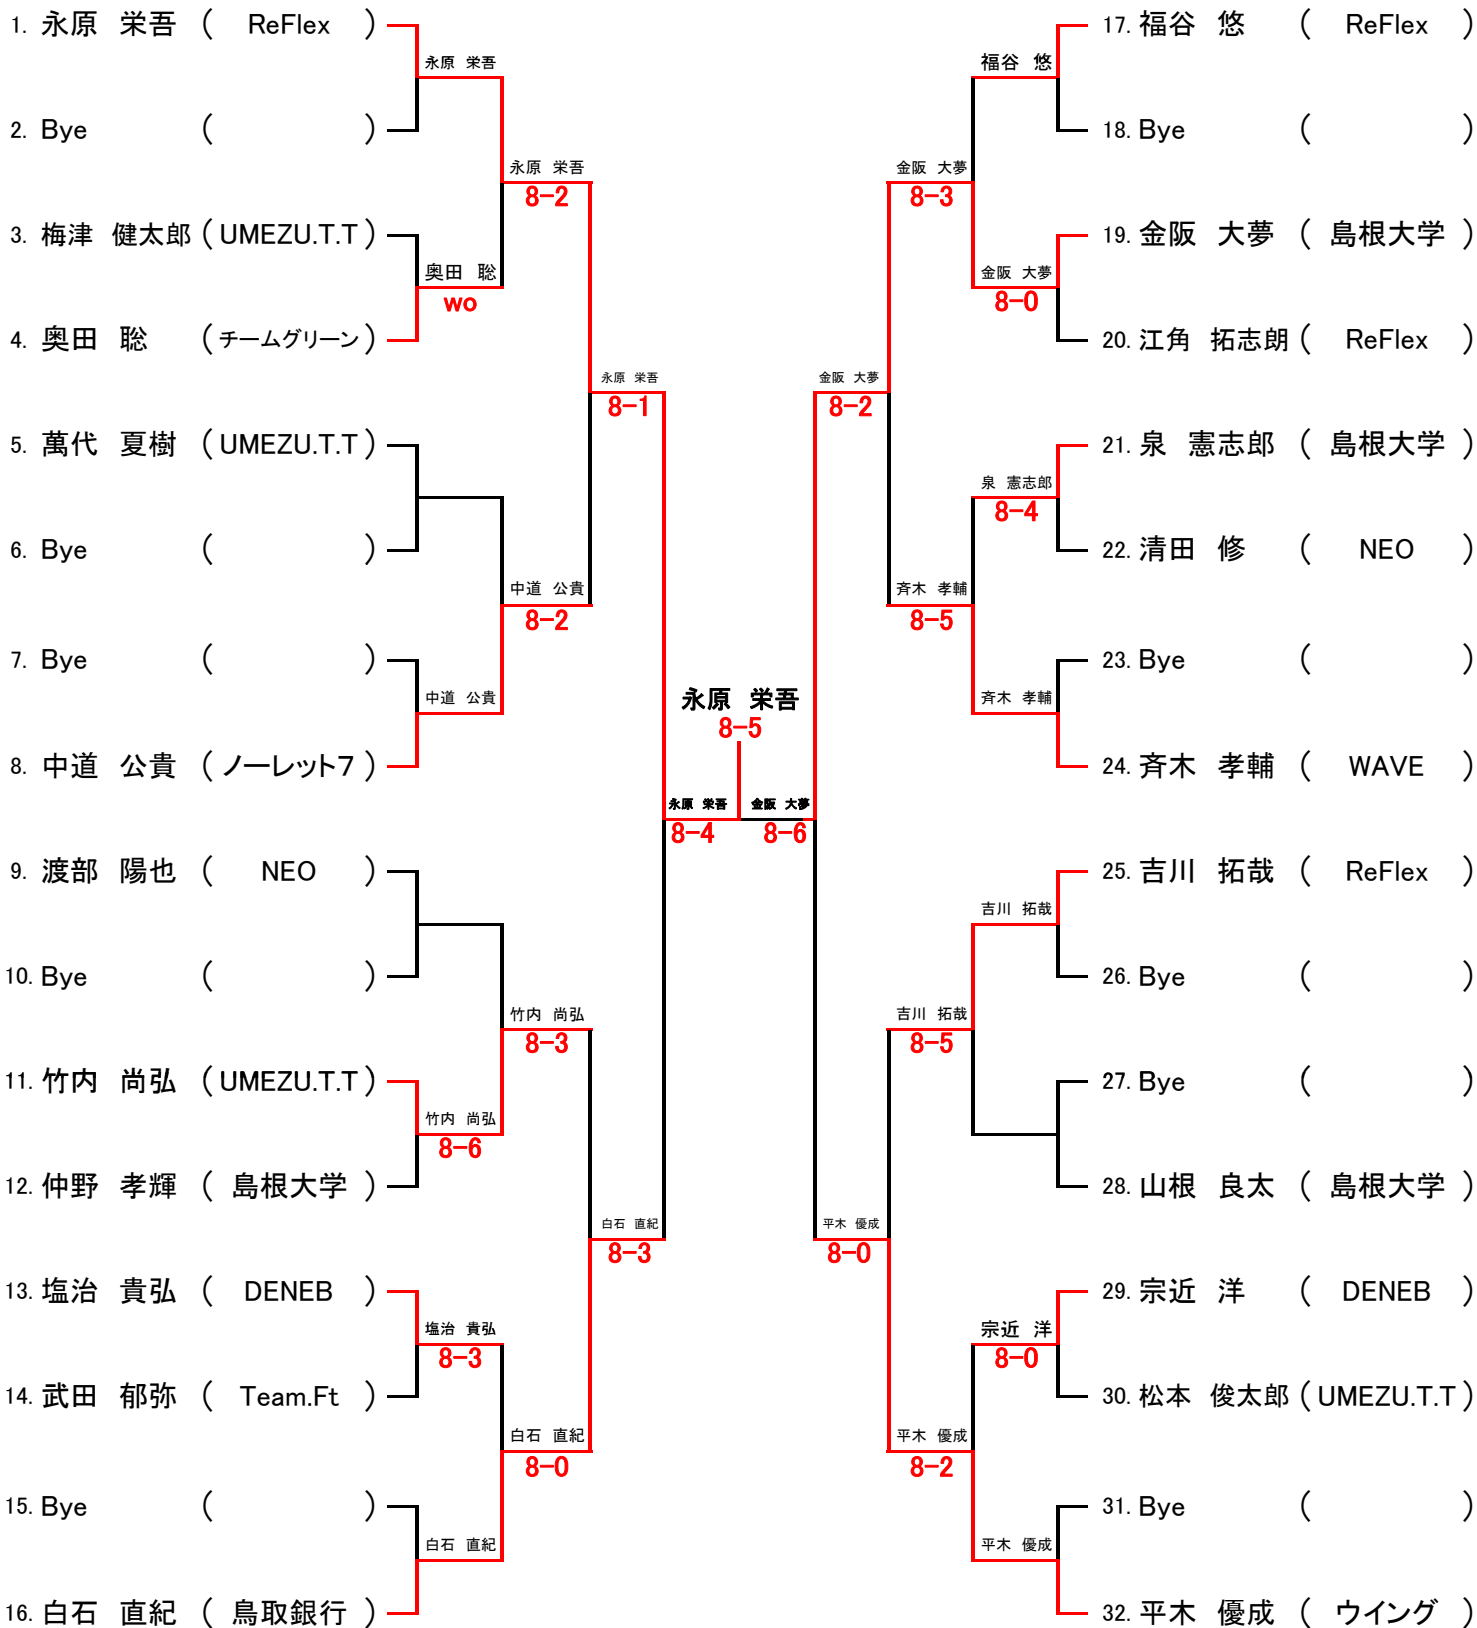 1. 永原 栄吾 ( ReFlex )
永原 栄吾
2. Bye ( )
永原 栄吾
8-2
3. 梅津 健太郎 ( UMEZU.T.T )
奥田 聡
wo
4. 奥田 聡 ( チームグリーン )
永原 栄吾
8-1
5. 萬代 夏樹 ( UMEZU.T.T )
6. Bye ( )
中道 公貴
8-2
7. Bye ( )
中道 公貴
8. 中道 公貴 ( ノーレット7 )
永原 栄吾
8-4
9. 渡部 陽也 ( NEO )
10. Bye ( )
竹内 尚弘
8-3
11. 竹内 尚弘 ( UMEZU.T.T )
竹内 尚弘
8-6
12. 仲野 孝輝 ( 島根大学 )
白石 直紀
8-3
13. 塩治 貴弘 ( DENEB )
塩治 貴弘
8-3
14. 武田 郁弥 ( Team.Ft )
白石 直紀
8-0
15. Bye ( )
白石 直紀
16. 白石 直紀 ( 鳥取銀行 )
永原 栄吾
8-5
17. 福谷 悠 ( ReFlex )
福谷 悠
18. Bye ( )
金阪 大夢
8-3
19. 金阪 大夢 ( 島根大学 )
金阪 大夢
8-0
20. 江角 拓志朗 ( ReFlex )
金阪 大夢
8-2
21. 泉 憲志郎 ( 島根大学 )
泉 憲志郎
8-4
22. 清田 修 ( NEO )
斉木 孝輔
8-5
23. Bye ( )
斉木 孝輔
24. 斉木 孝輔 ( WAVE )
金阪 大夢
8-6
25. 吉川 拓哉 ( ReFlex )
吉川 拓哉
26. Bye ( )
吉川 拓哉
8-5
27. Bye ( )
28. 山根 良太 ( 島根大学 )
平木 優成
8-0
29. 宗近 洋 ( DENEB )
宗近 洋
8-0
30. 松本 俊太郎 ( UMEZU.T.T )
平木 優成
8-2
31. Bye ( )
平木 優成
32. 平木 優成 ( ウイング )